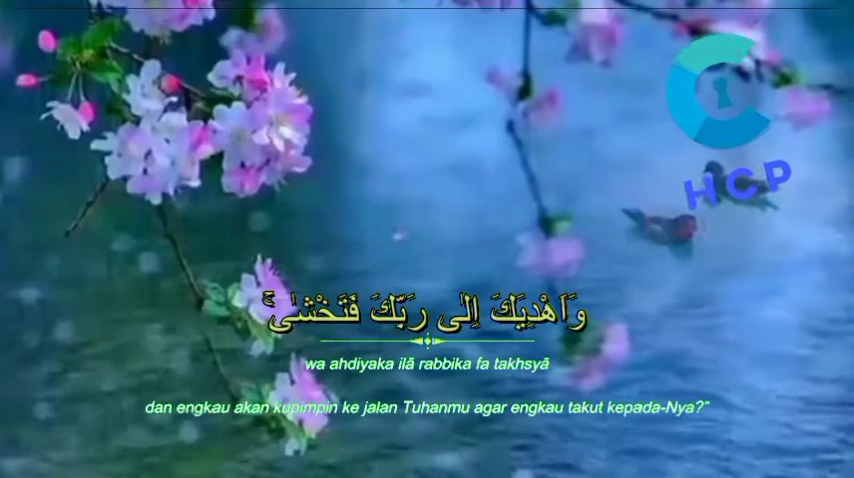 HCP
وَاَهْدِيَكَ اِلٰى رَبِّكَ فَتَخْشٰىۚ
wa ahdiyaka ilā rabbika fa takhsyā
dan engkau akan kupimpin ke jalan Tuhanmu agar engkau takut kepada-Nya?"